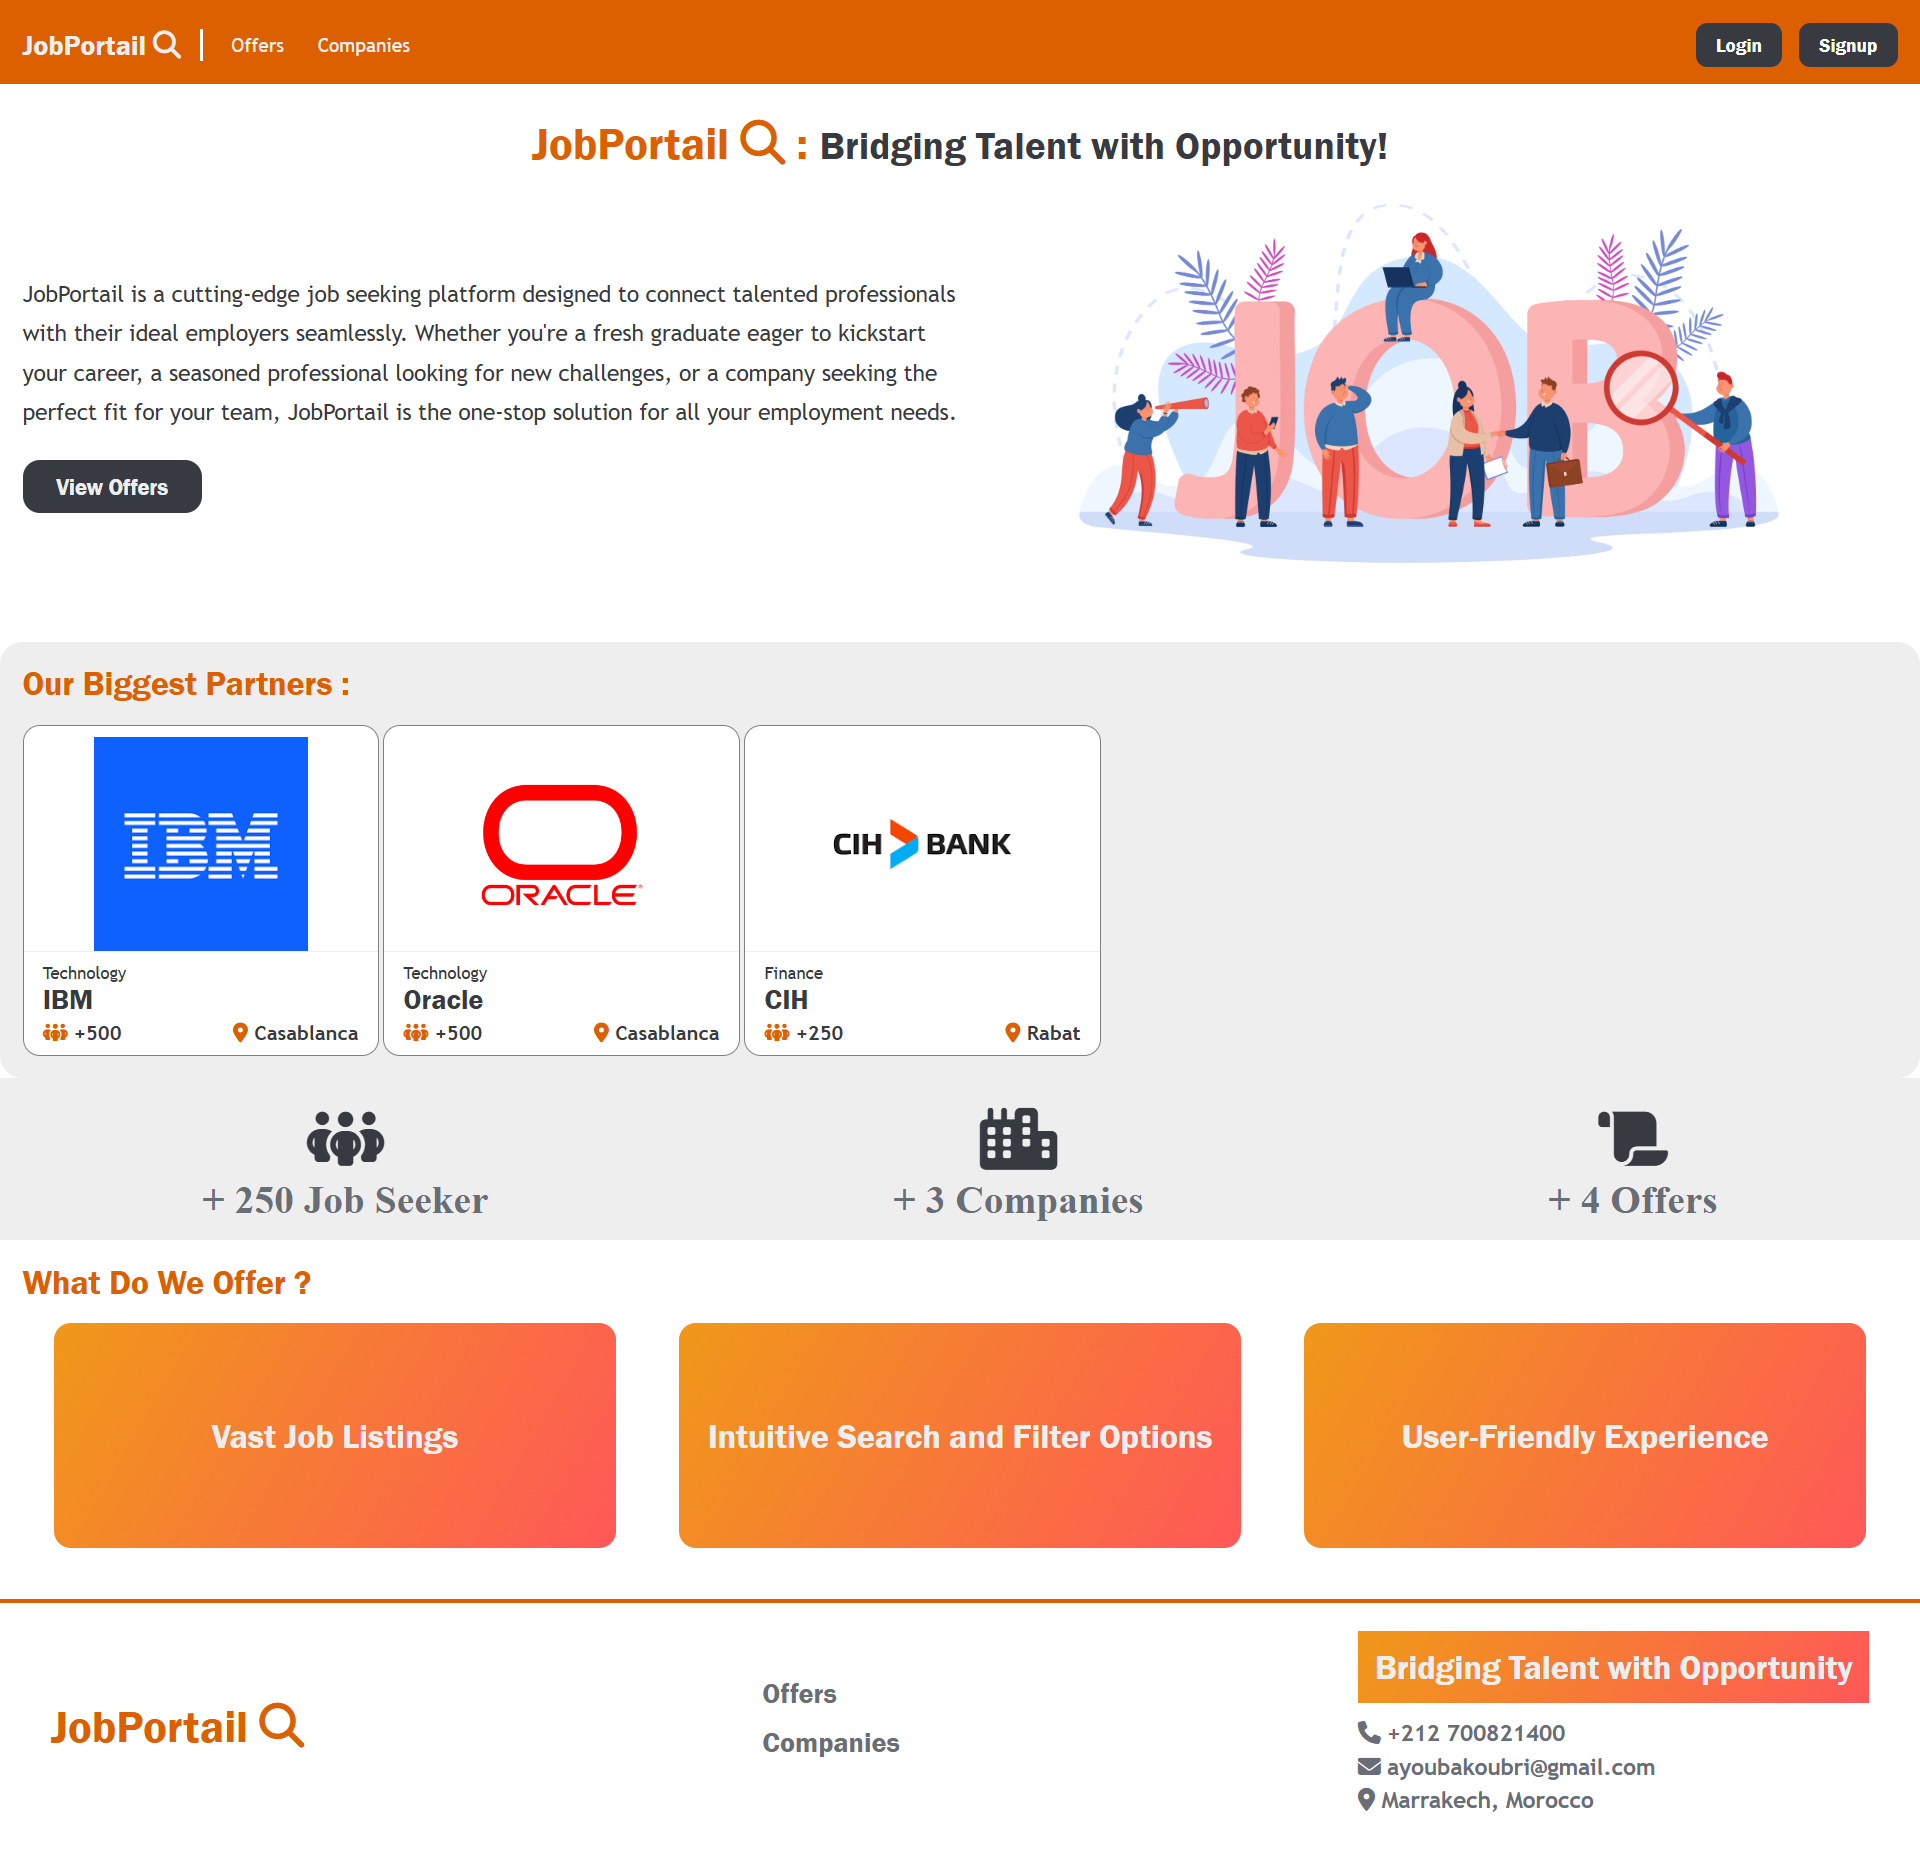 JobPortail
Offers
Companies
Login
Signup
JobPortail : Bridging Talent with Opportunity!
JobPortail is a cutting-edge job seeking platform designed to connect talented professionals
with their ideal employers seamlessly. Whether you're a fresh graduate eager to kickstart
your career, a seasoned professional looking for new challenges, or a company seeking the
perfect fit for your team, JobPortail is the one-stop solution for all your employment needs.
View Offers
JOB
Our Biggest Partners :
IBM
Technology
IBM
+500
Casablanca
ORACLE
Technology
Oracle
+500
Casablanca
CIH BANK
Finance
CIH
+250
Rabat
+ 250 Job Seeker
+ 3 Companies
+ 4 Offers
What Do We Offer ?
Vast Job Listings
Intuitive Search and Filter Options
User-Friendly Experience
JobPortail
Offers
Companies
Bridging Talent with Opportunity
+212 700821400
ayoubakoubri@gmail.com
Marrakech, Morocco